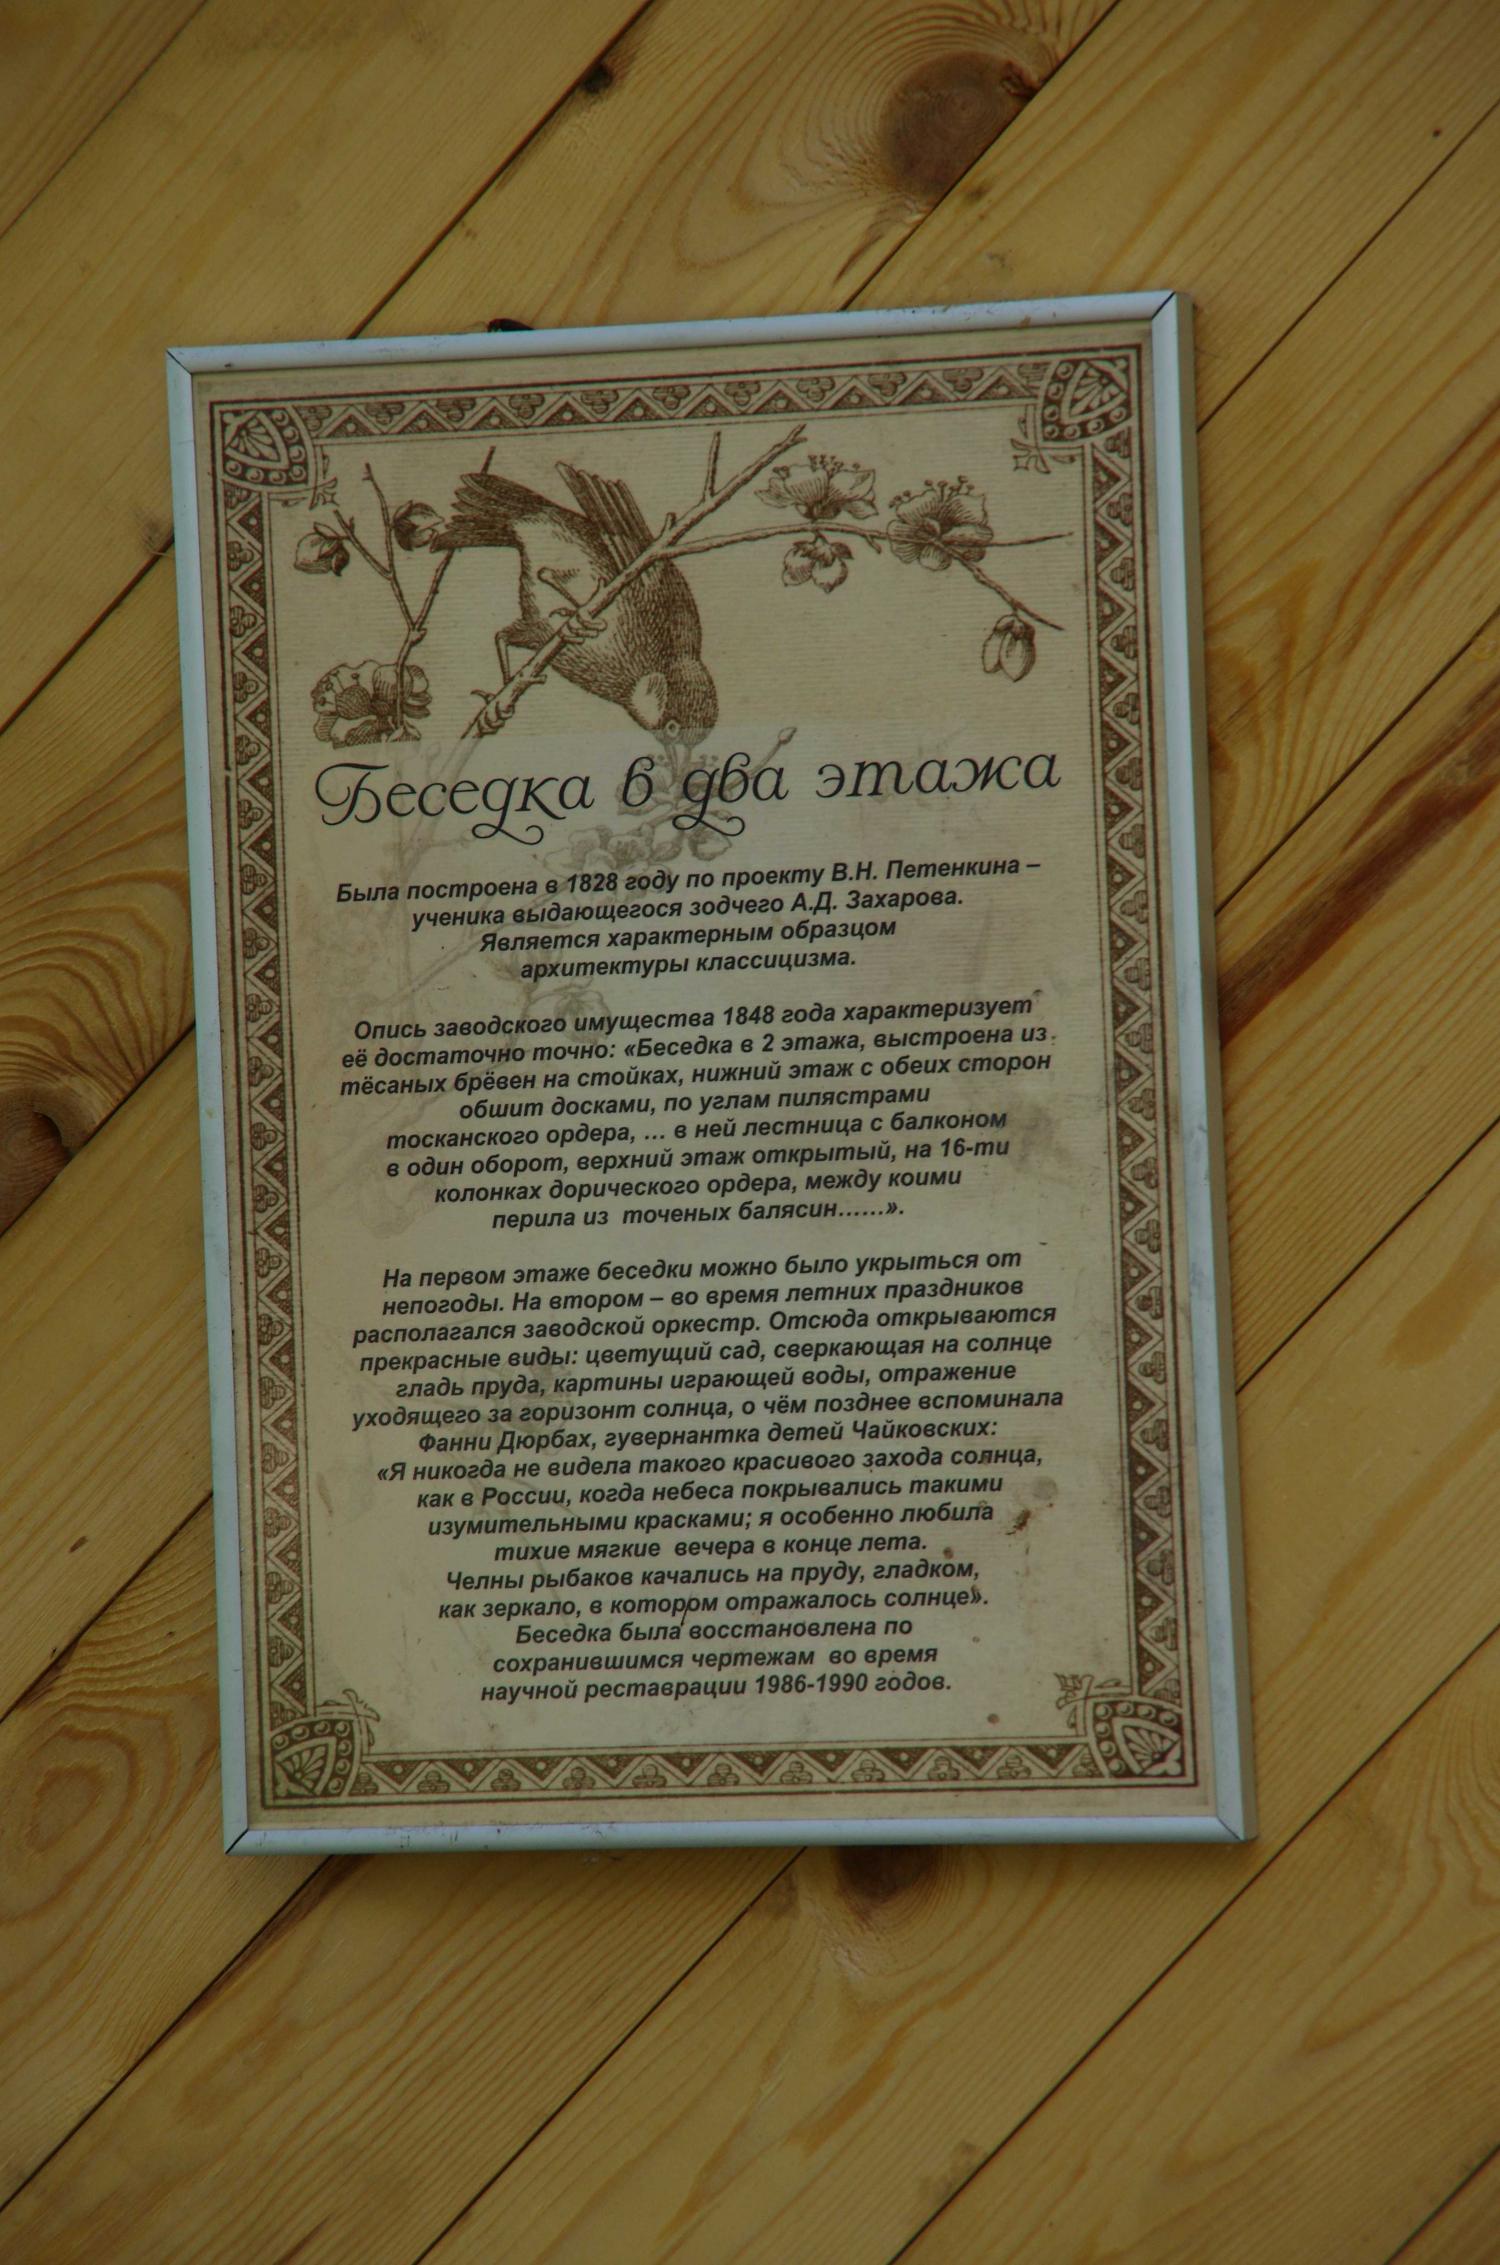 Беседка в два этажа
Была построена в 1828 году по проекту В.Н. Петенкина –
ученика выдающегося зодчего А.Д. Захарова.
Является характерным образцом
архитектуры классицизма.
Опись заводского имущества 1848 года характеризует
её достаточно точно: «Беседка в 2 этажа, выстроена из
тёсаных брёвен на стойках, нижний этаж с обеих сторон
обшит досками, по углам пилястрами
тосканского ордера, ... в ней лестница с балконом
в один оборот, верхний этаж открытый, на 16-ти
колонках дорического ордера, между коими
перила из точеных балясин......».
На первом этаже беседки можно было укрыться от
непогоды. На втором – во время летних праздников
располагался заводской оркестр. Отсюда открываются
прекрасные виды: цветущий сад, сверкающая на солнце
гладь пруда, картины играющей воды, отражение
уходящего за горизонт солнца, о чём позднее вспоминала
Фанни Дюрбах, гувернантка детей Чайковских:
«Я никогда не видела такого красивого захода солнца,
как в России, когда небеса покрывались такими
изумительными красками; я особенно любила
тихие мягкие вечера в конце лета.
Челны рыбаков качались на пруду, гладком,
как зеркало, в котором отражалось солнце».
Беседка была восстановлена по
сохранившимся чертежам во время
научной реставрации 1986-1990 годов.